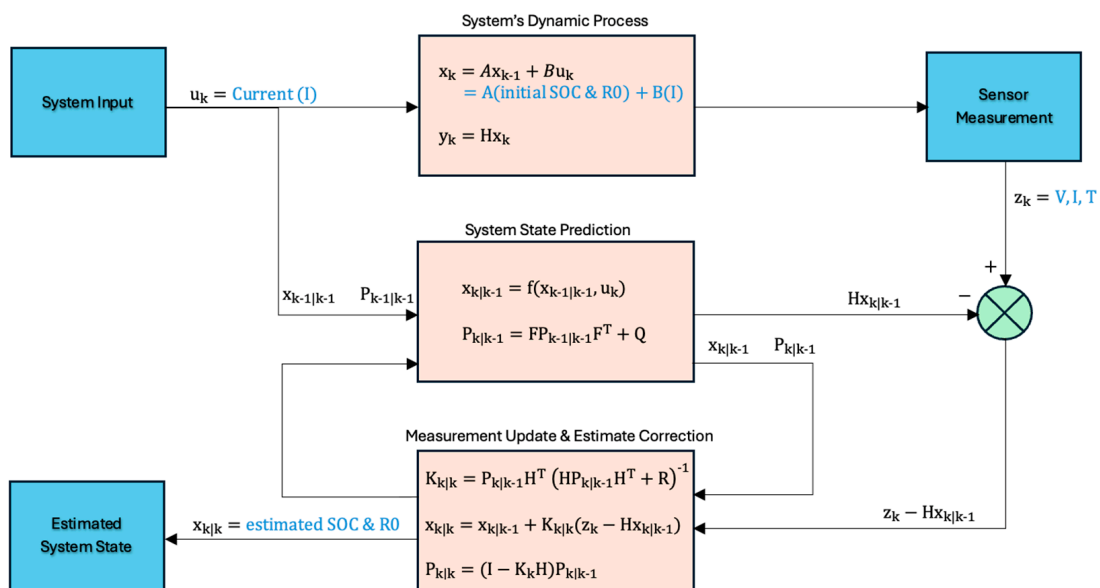 System's Dynamic Process
System Input
u_k = Current (I)
x_k = Ax_{k-1} + Bu_k
= A(initial SOC & R0) + B(I)
y_k = Hx_k
Sensor
Measurement
z_k = V, I, T
System State Prediction
x_{k-1|k-1} P_{k-1|k-1}
x_{k|k-1} = f(x_{k-1|k-1}, u_k)
P_{k|k-1} = FP_{k-1|k-1}F^T + Q
Hx_{k|k-1}
+
−
x_{k|k-1} P_{k|k-1}
Measurement Update & Estimate Correction
K_{k|k} = P_{k|k-1}H^T (HP_{k|k-1}H^T + R)^{-1}
x_{k|k} = x_{k|k-1} + K_{k|k}(z_k − Hx_{k|k-1})
P_{k|k} = (I − K_kH)P_{k|k-1}
z_k − Hx_{k|k-1}
x_{k|k} = estimated SOC & R0
Estimated
System State